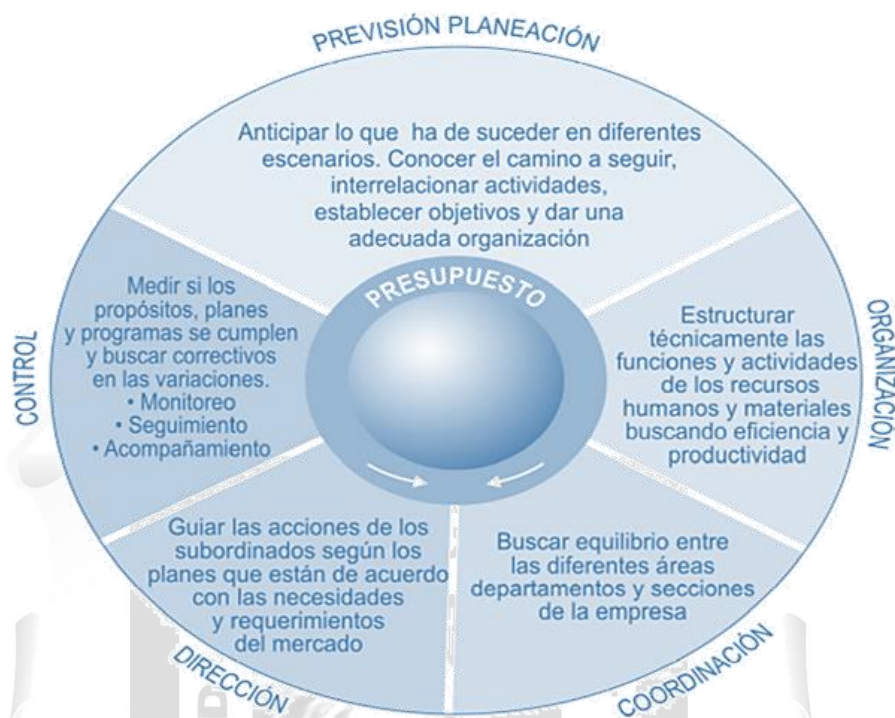 PREVISIÓN PLANEACIÓN
Anticipar lo que ha de suceder en diferentes
escenarios. Conocer el camino a seguir,
interrelacionar actividades,
establecer objetivos y dar una
adecuada organización
PRESUPUESTO
ORGANIZACIÓN
Estructurar
técnicamente las
funciones y actividades
de los recursos
humanos y materiales
buscando eficiencia y
productividad
COORDINACIÓN
Buscar equilibrio entre
las diferentes áreas
departamentos y secciones
de la empresa
DIRECCIÓN
Guiar las acciones de los
subordinados según los
planes que están de acuerdo
con las necesidades
y requerimientos
del mercado
CONTROL
Medir si los
propósitos, planes
y programas se cumplen
y buscar correctivos
en las variaciones.
• Monitoreo
• Seguimiento
• Acompañamiento